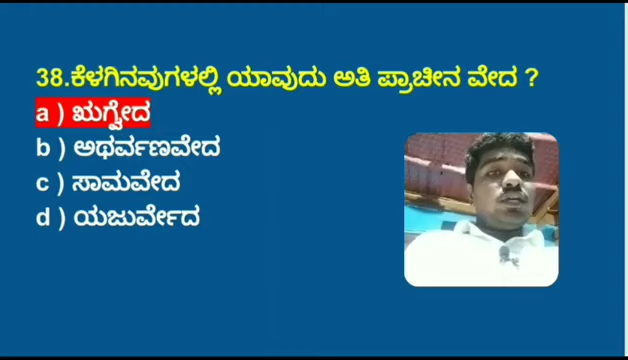 38.ಕೆಳಗಿನವುಗಳಲ್ಲಿ ಯಾವುದು ಅತಿ ಪ್ರಾಚೀನ ವೇದ ?
a ) ಋಗ್ವೇದ
b ) ಅಥರ್ವಣವೇದ
c ) ಸಾಮವೇದ
d ) ಯಜುರ್ವೇದ